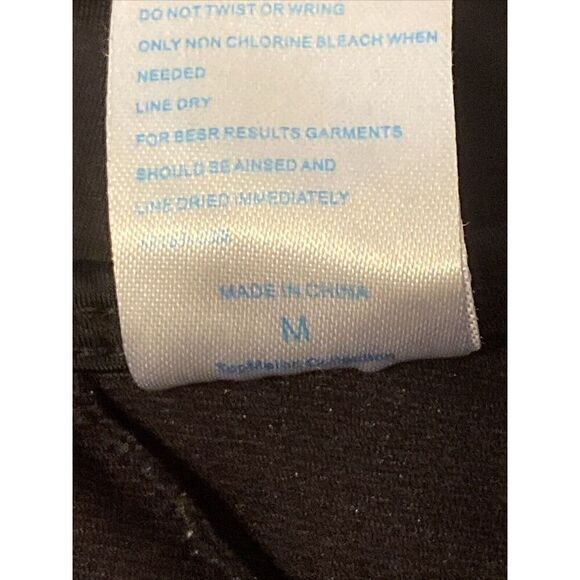 DO NOT TWIST OR WRING
ONLY NON CHLORINE BLEACH WHEN
NEEDED
LINE DRY
FOR BESR RESULTS GARMENTS
SHOULD BE AINSED AND
LINE DRIED IMMEDIATELY
MADE IN CHINA
M